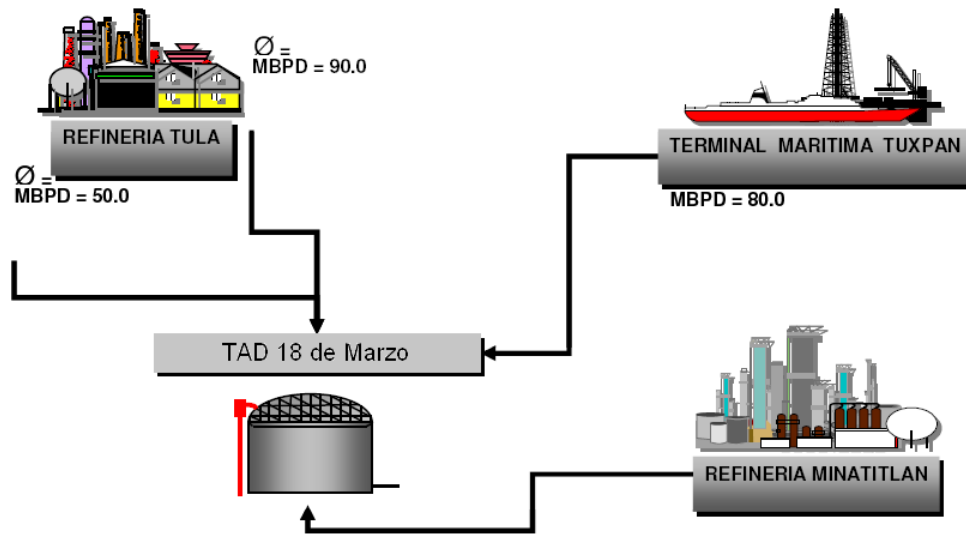 Ø =
MBPD = 90.0
REFINERIA TULA
Ø =
MBPD = 50.0
TERMINAL MARITIMA TUXPAN
MBPD = 80.0
TAD 18 de Marzo
REFINERIA MINATITLAN